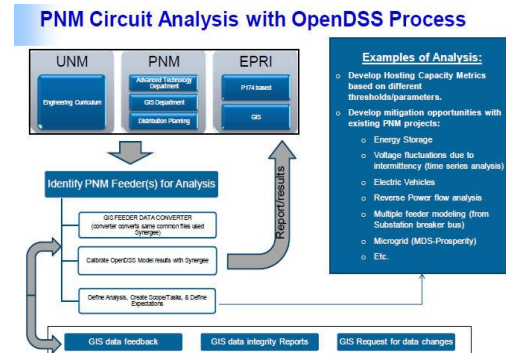 PNM Circuit Analysis with OpenDSS Process
UNM
Engineering Curriculum
PNM
Advanced Technology
Department
GIS Department
Distribution Planning
EPRI
P174 based
GIS
Identify PNM Feeder(s) for Analysis
GIS FEEDER DATA CONVERTER
(converter converts same common files used
Synergee)
Calibrate OpenDSS Model results with Synergee
Define Analysis, Create Scope/Tasks, & Define
Expectations
Report/results
Examples of Analysis:
o Develop Hosting Capacity Metrics
based on different
thresholds/parameters.
o Develop mitigation opportunities with
existing PNM projects:
o Energy Storage
o Voltage fluctuations due to
intermittency (time series analysis)
o Electric Vehicles
o Reverse Power flow analysis
o Multiple feeder modeling (from
Substation breaker bus)
o Microgrid (MDS-Prosperity)
o Etc.
GIS data feedback
GIS data integrity Reports
GIS Request for data changes